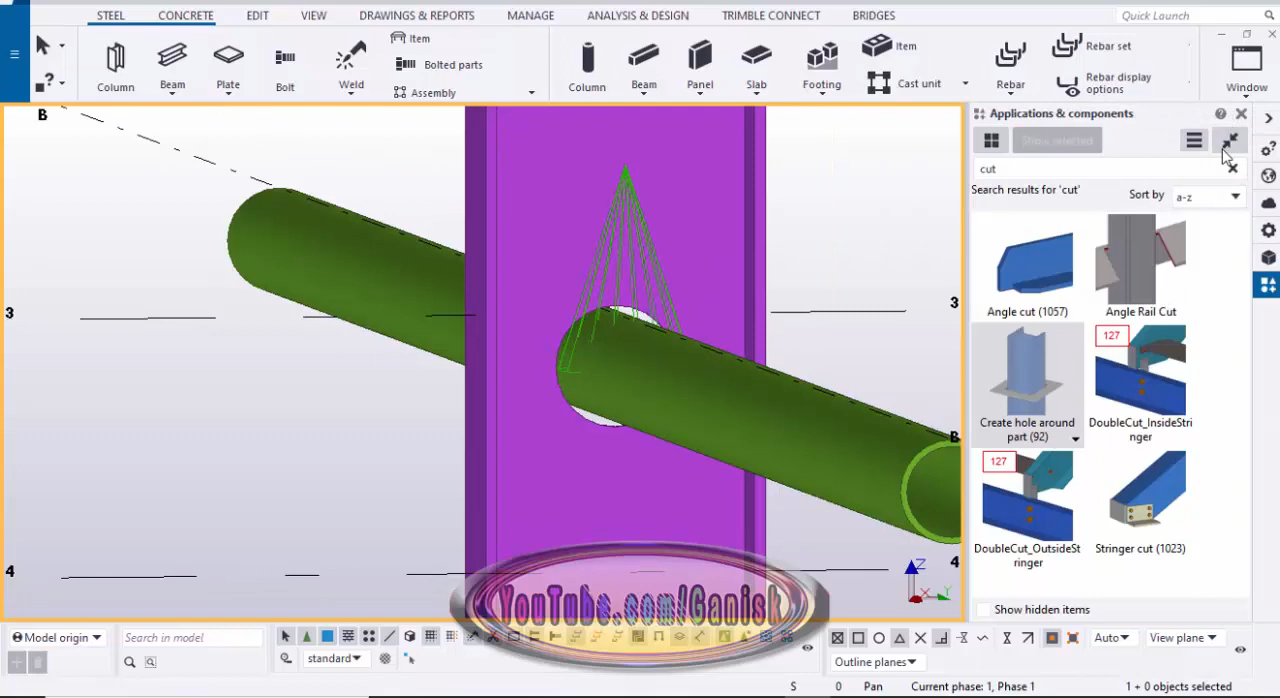 STEEL CONCRETE EDIT VIEW DRAWINGS & REPORTS MANAGE ANALYSIS & DESIGN TRIMBLE CONNECT BRIDGES Quick Launch
Column Beam Plate Bolt Weld Item Bolted parts Assembly Column Beam Panel Slab Footing Item Cast unit Rebar Rebar set Rebar display options Window
Applications & components
Show selected
cut
Search results for 'cut'
Sort by a-z
Angle cut (1057)
Angle Rail Cut
Create hole around
part (92)
127
DoubleCut_InsideStri
nger
127
DoubleCut_OutsideSt
ringer
Stringer cut (1023)
Show hidden items
B
3
3
B
4
4
Z
X
Y
YouTube.com/Ganisk
Model origin Search in model
standard
Auto View plane
Outline planes
S 0 Pan Current phase: 1, Phase 1 1 + 0 objects selected